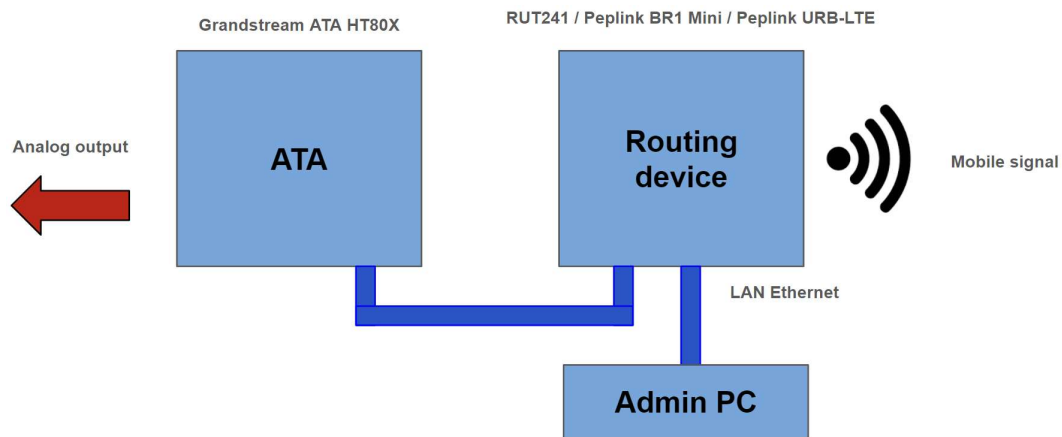 Grandstream ATA HT80X
RUT241 / Peplink BR1 Mini / Peplink URB-LTE
Analog output
ATA
Routing
device
Mobile signal
LAN Ethernet
Admin PC